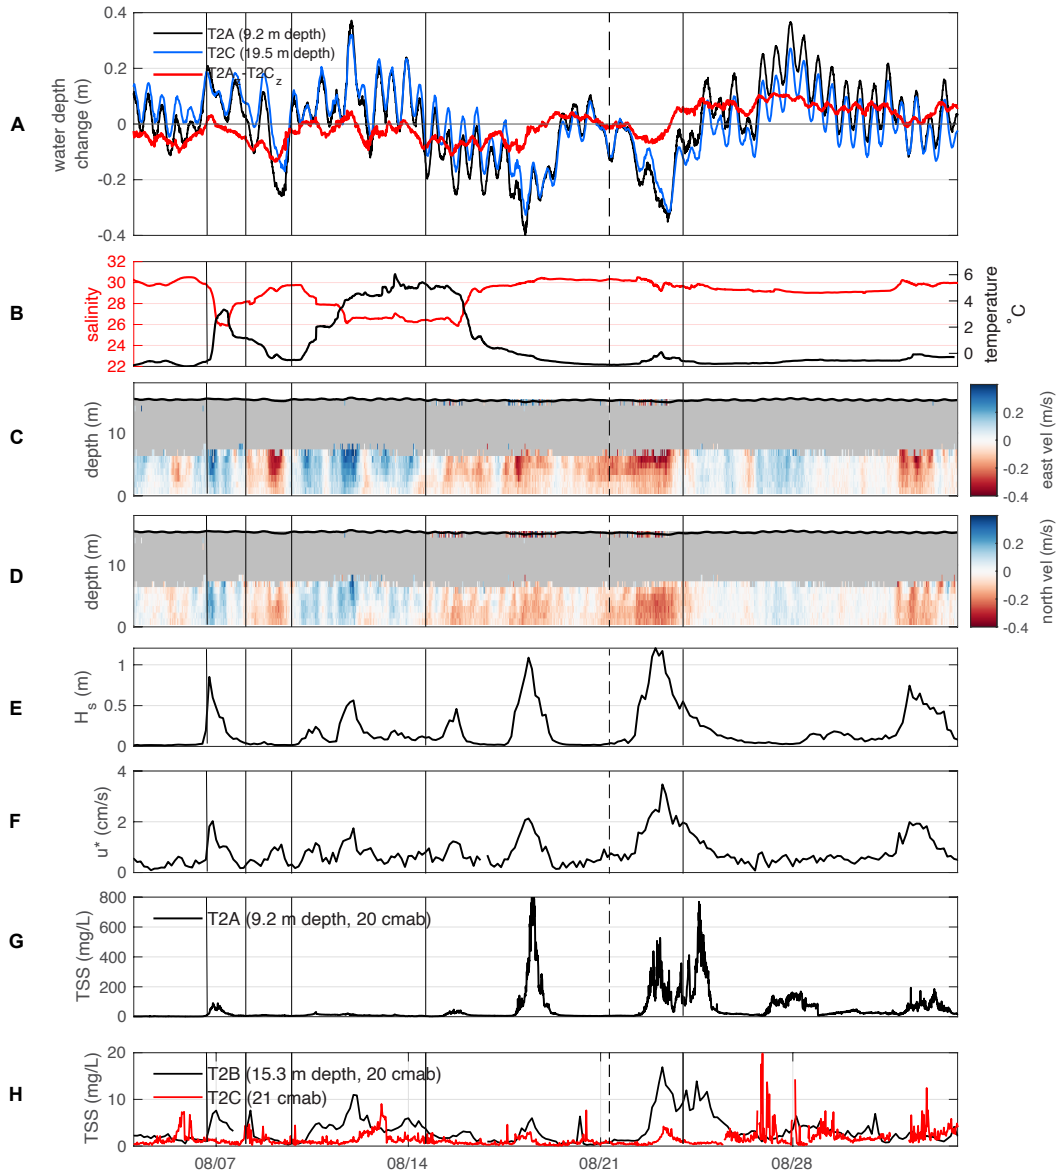 A
water depth
change (m)
0.4
0.2
0
-0.2
-0.4
T2A (9.2 m depth)
T2C (19.5 m depth)
T2A_z-T2C_z
B
salinity
32
30
28
26
24
22
6
4
2
0
temperature
°C
C
depth (m)
10
0
0.2
0
-0.2
-0.4
east vel (m/s)
D
depth (m)
10
0
0.2
0
-0.2
-0.4
north vel (m/s)
E
H_s (m)
1
0.5
0
F
u* (cm/s)
4
2
0
G
TSS (mg/L)
800
600
400
200
0
T2A (9.2 m depth, 20 cmab)
H
TSS (mg/L)
20
10
0
T2B (15.3 m depth, 20 cmab)
T2C (21 cmab)
08/07
08/14
08/21
08/28